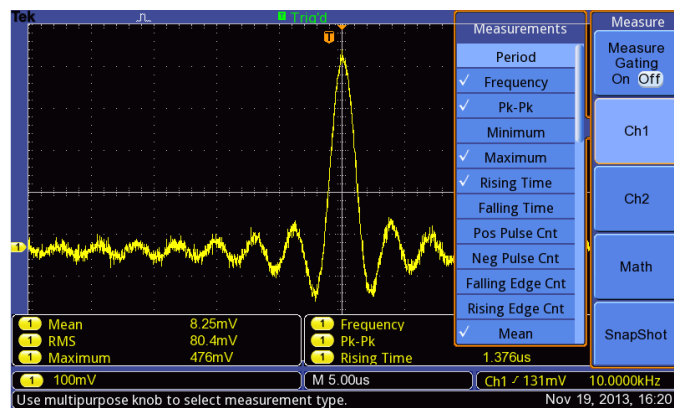 Tek
T Trig'd
T
Measurements
Period
✓ Frequency
✓ Pk-Pk
Minimum
✓ Maximum
✓ Rising Time
Falling Time
Pos Pulse Cnt
Neg Pulse Cnt
Falling Edge Cnt
Rising Edge Cnt
✓ Mean
Measure
Measure
Gating
On Off
Ch1
Ch2
Math
SnapShot
1
1 Mean 8.25mV
1 RMS 80.4mV
1 Maximum 476mV
1 Frequency
1 Pk-Pk
1 Rising Time 1.376us
1 100mV
M 5.00us
Ch1 131mV 10.0000kHz
Use multipurpose knob to select measurement type.
Nov 19, 2013, 16:20